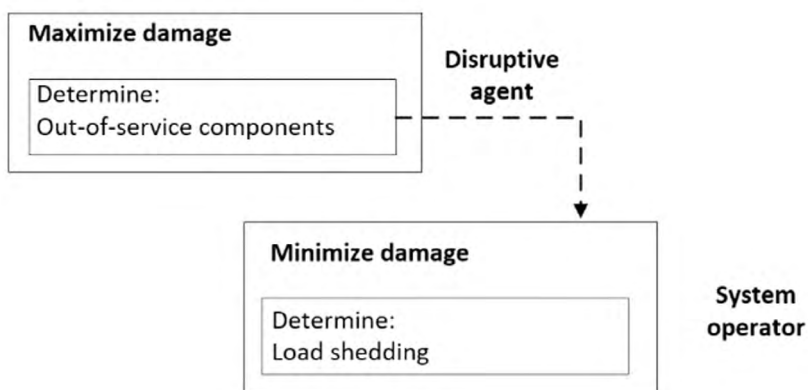 Maximize damage
Determine:
Out-of-service components
Disruptive
agent
Minimize damage
Determine:
Load shedding
System
operator